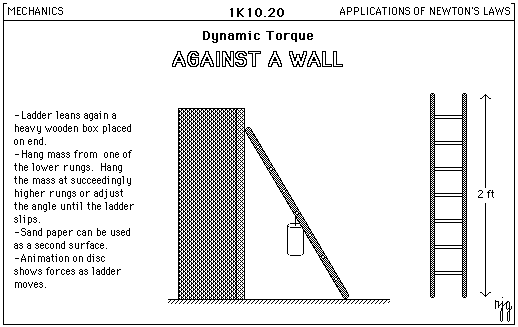 MECHANICS
1K10.20
APPLICATIONS OF NEWTON'S LAWS
Dynamic Torque
AGAINST A WALL
-Ladder leans again a
heavy wooden box placed
on end.
-Hang mass from one of
the lower rungs. Hang
the mass at succeedingly
higher rungs or adjust
the angle until the ladder
slips.
-Sand paper can be used
as a second surface.
-Animation on disc
shows forces as ladder
moves.
2 ft
njg